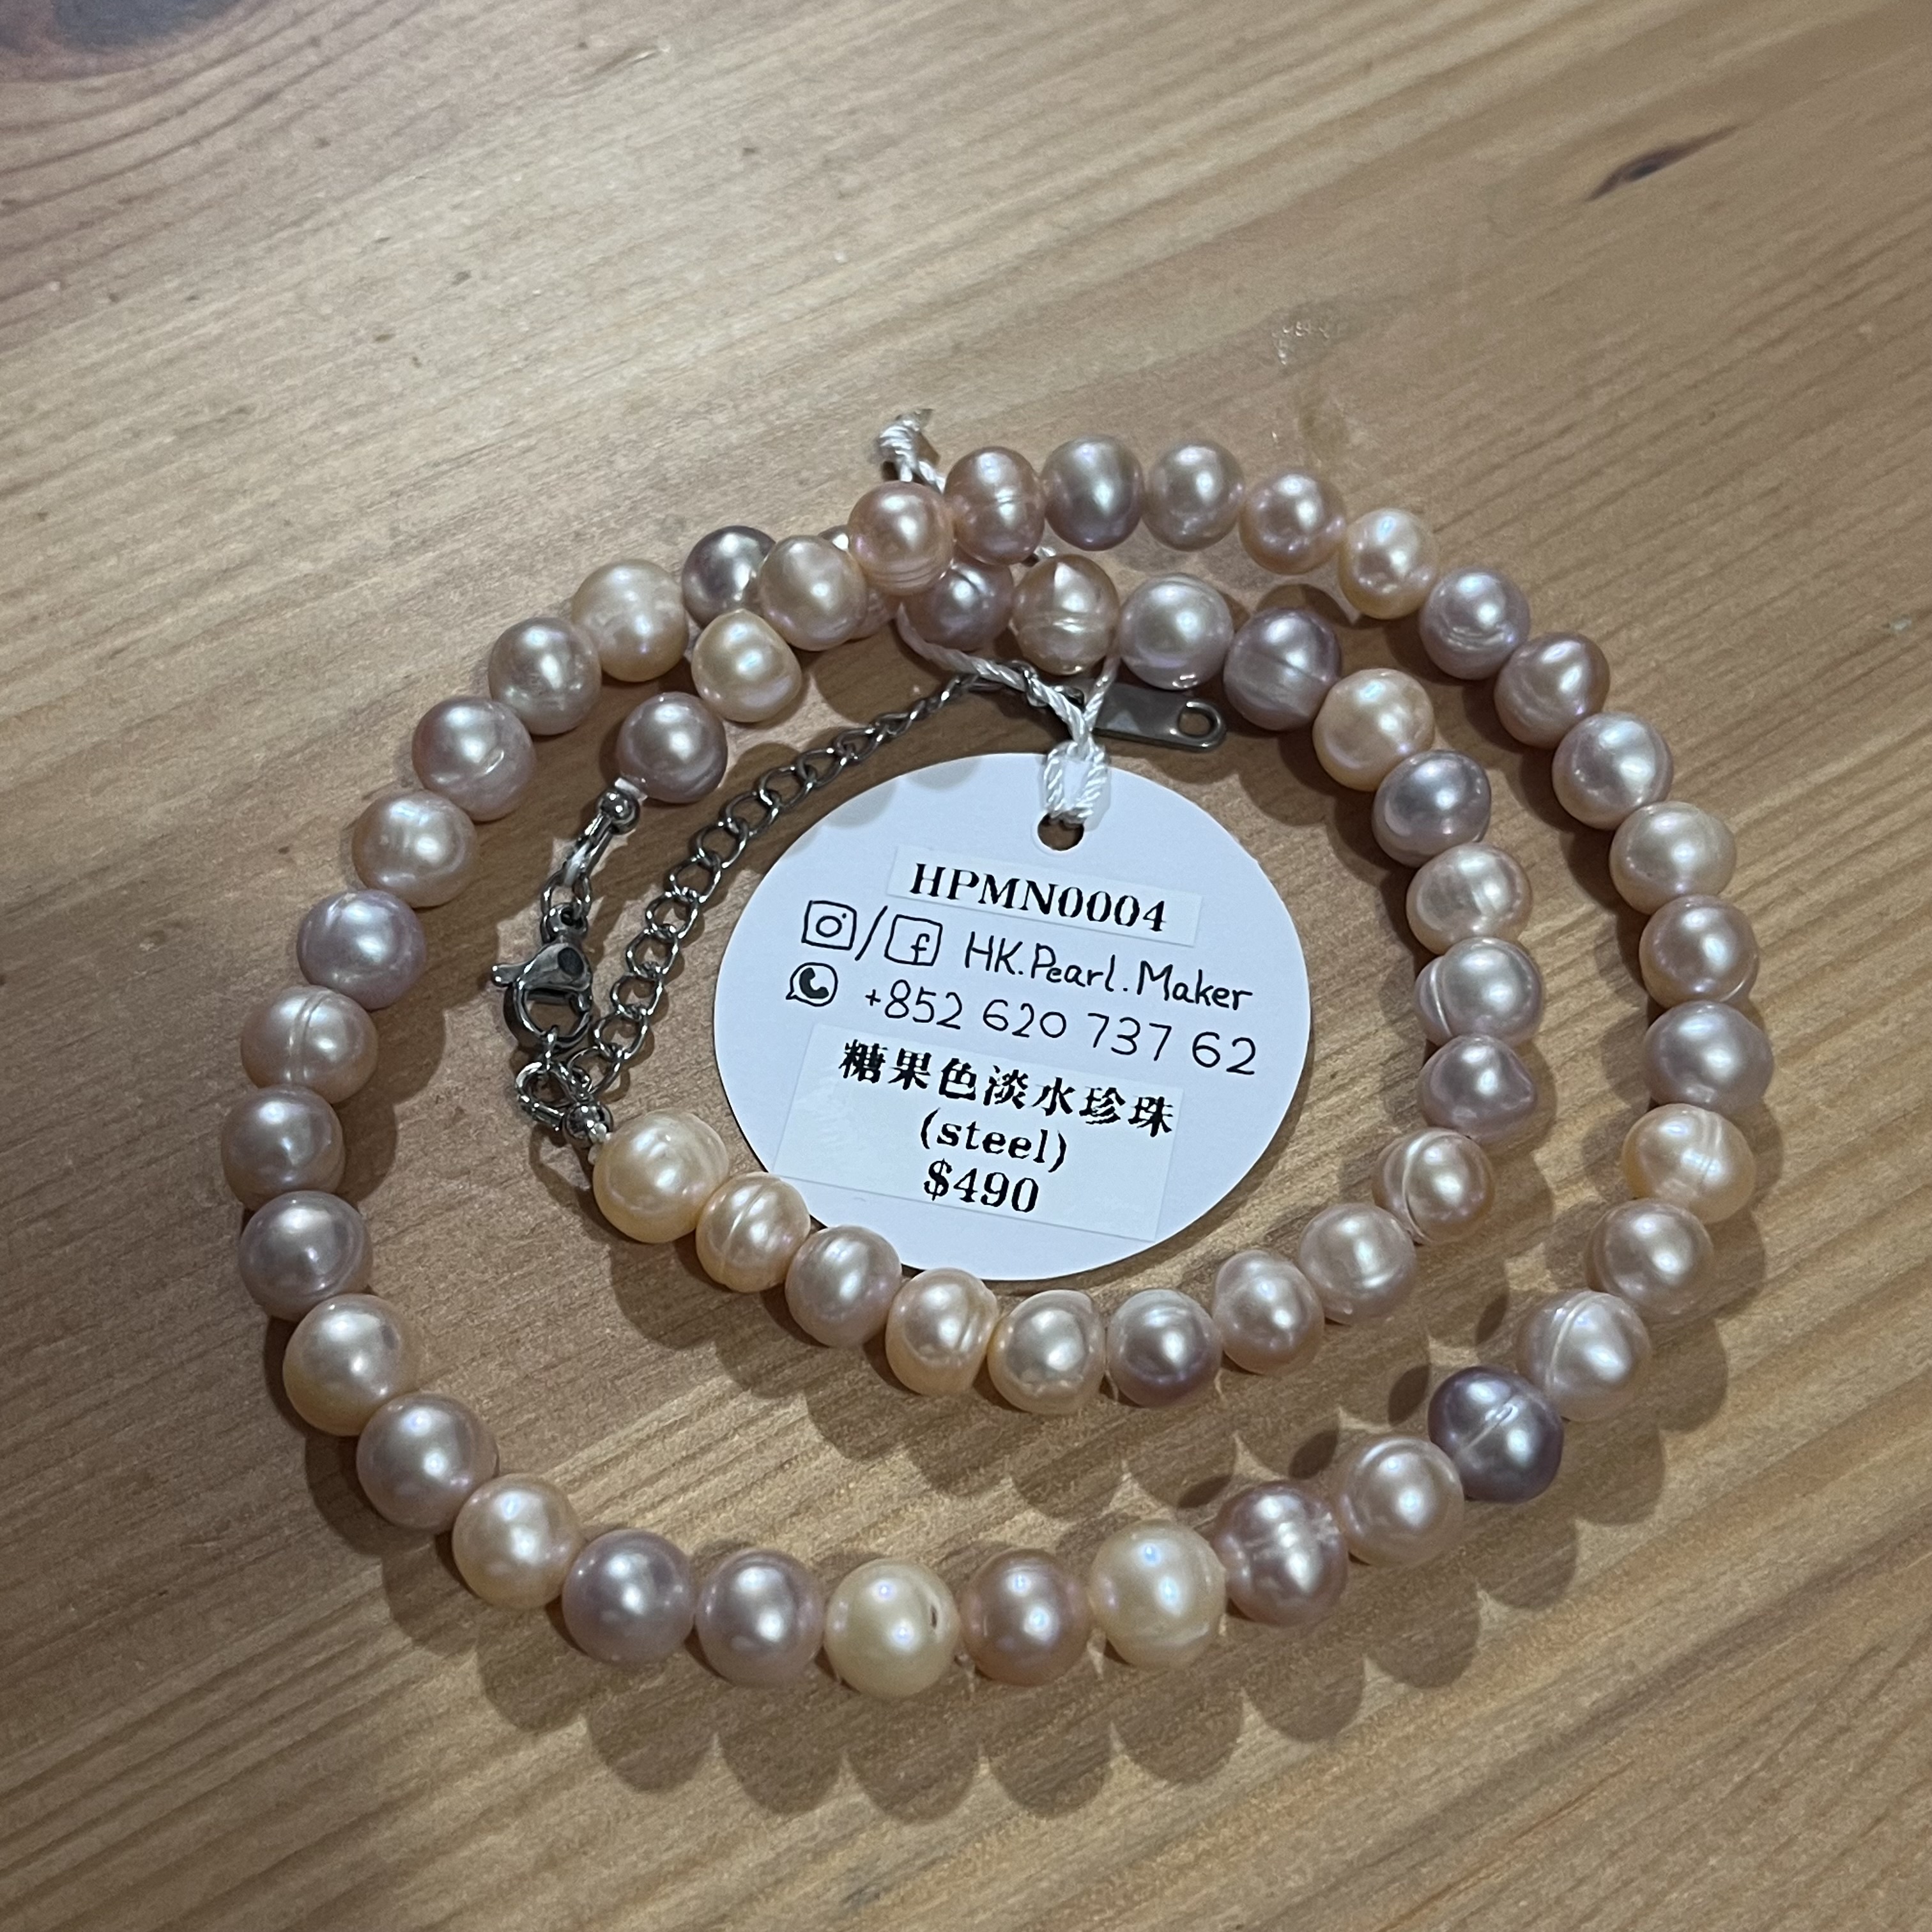 HPMN0004
/ HK.Pearl.Maker
+852 620 737 62
糖果色淡水珍珠
(steel)
$490